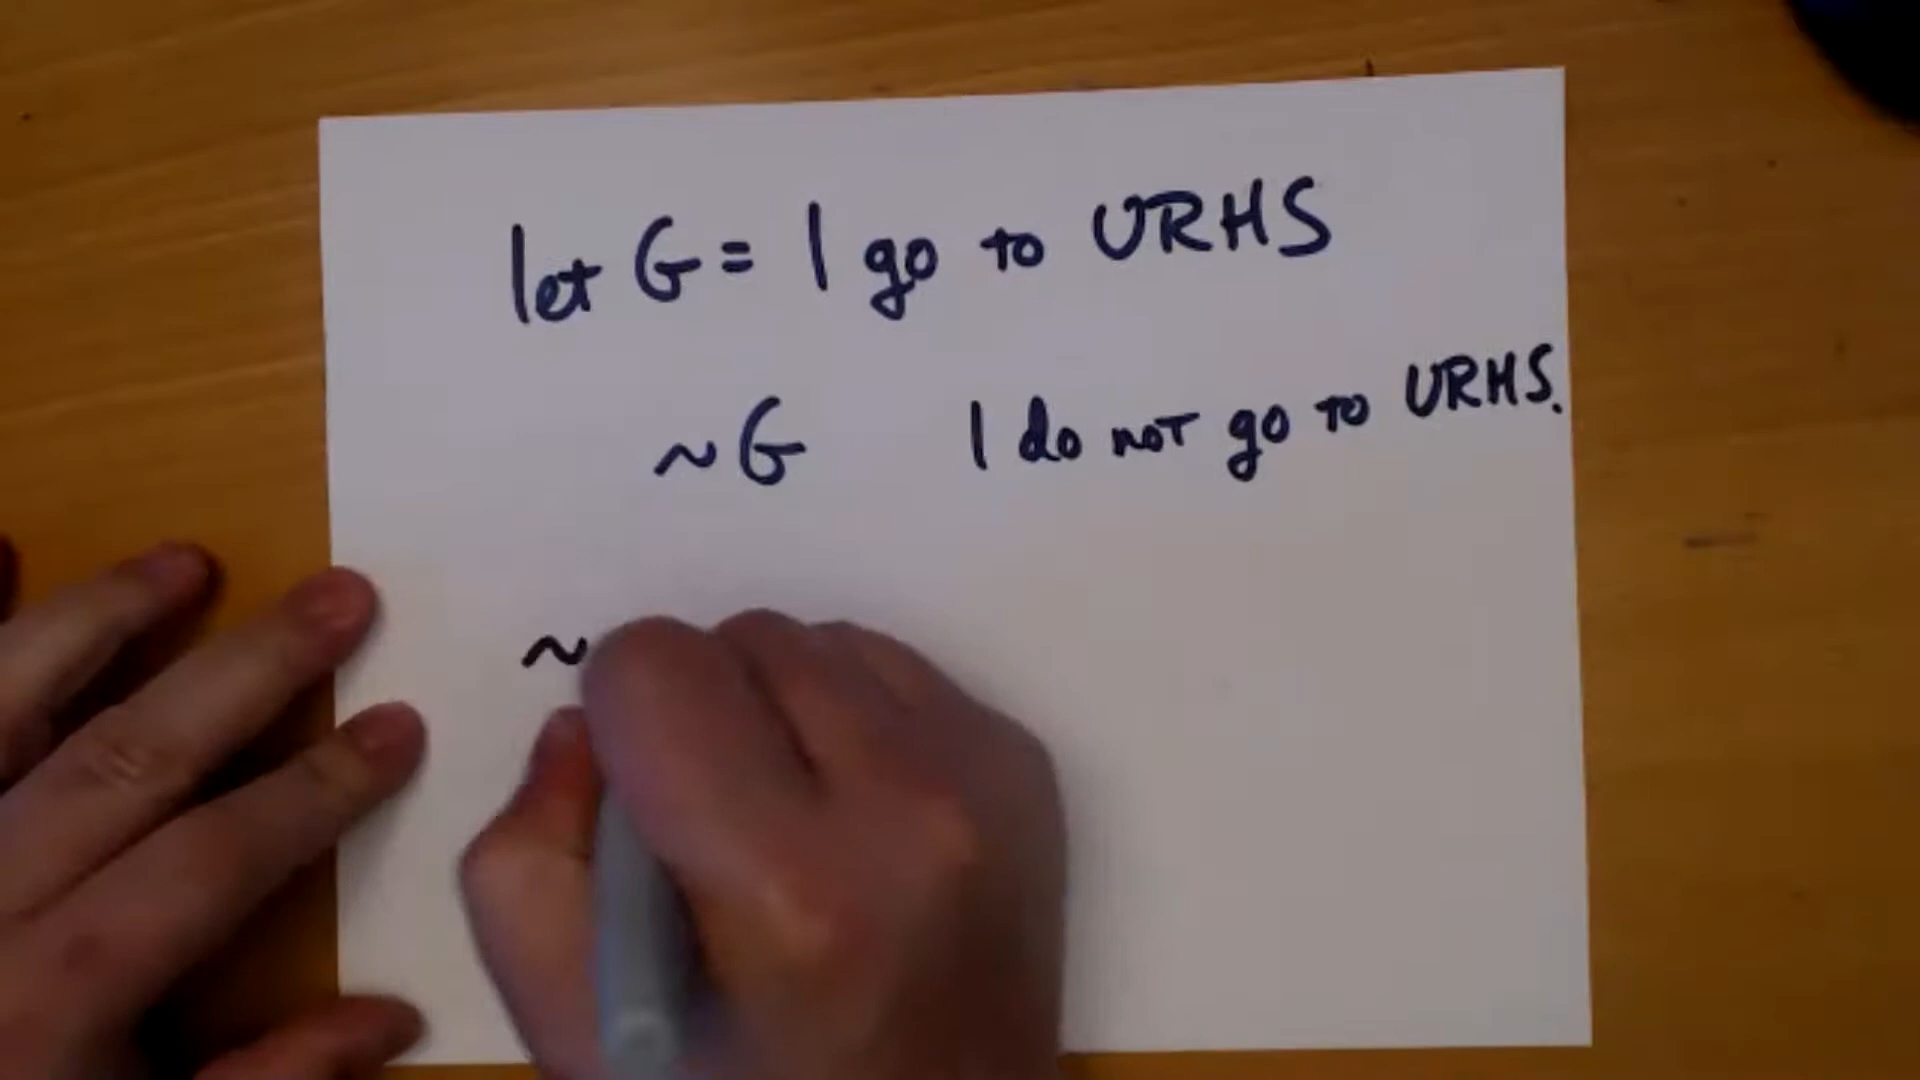 let G = I go to URHS
~G I do not go to URHS.
~